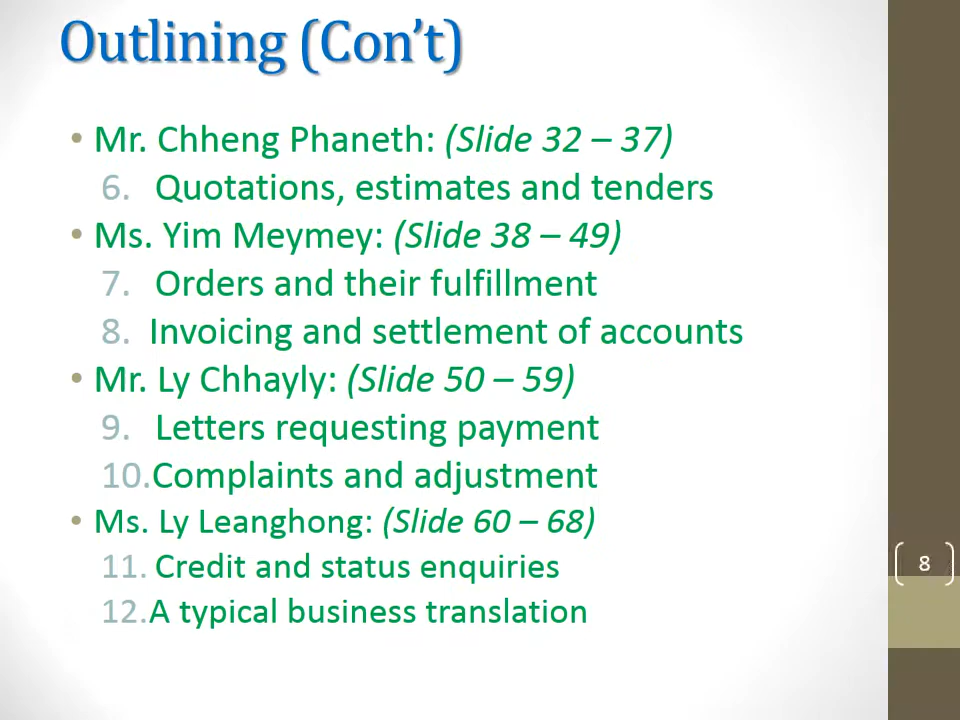 Outlining (Con't)
• Mr. Chheng Phaneth: (Slide 32 – 37)
6. Quotations, estimates and tenders
• Ms. Yim Meymey: (Slide 38 – 49)
7. Orders and their fulfillment
8. Invoicing and settlement of accounts
• Mr. Ly Chhayly: (Slide 50 – 59)
9. Letters requesting payment
10. Complaints and adjustment
• Ms. Ly Leanghong: (Slide 60 – 68)
11. Credit and status enquiries
12. A typical business translation
8